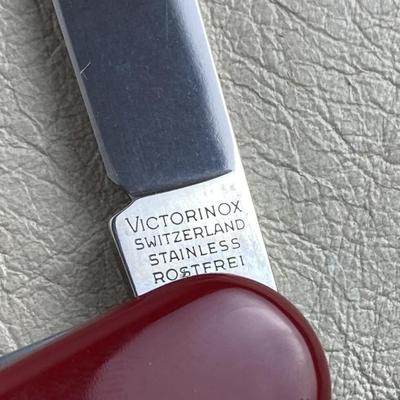 VICTORINOX
SWITZERLAND
STAINLESS
ROSTFREI